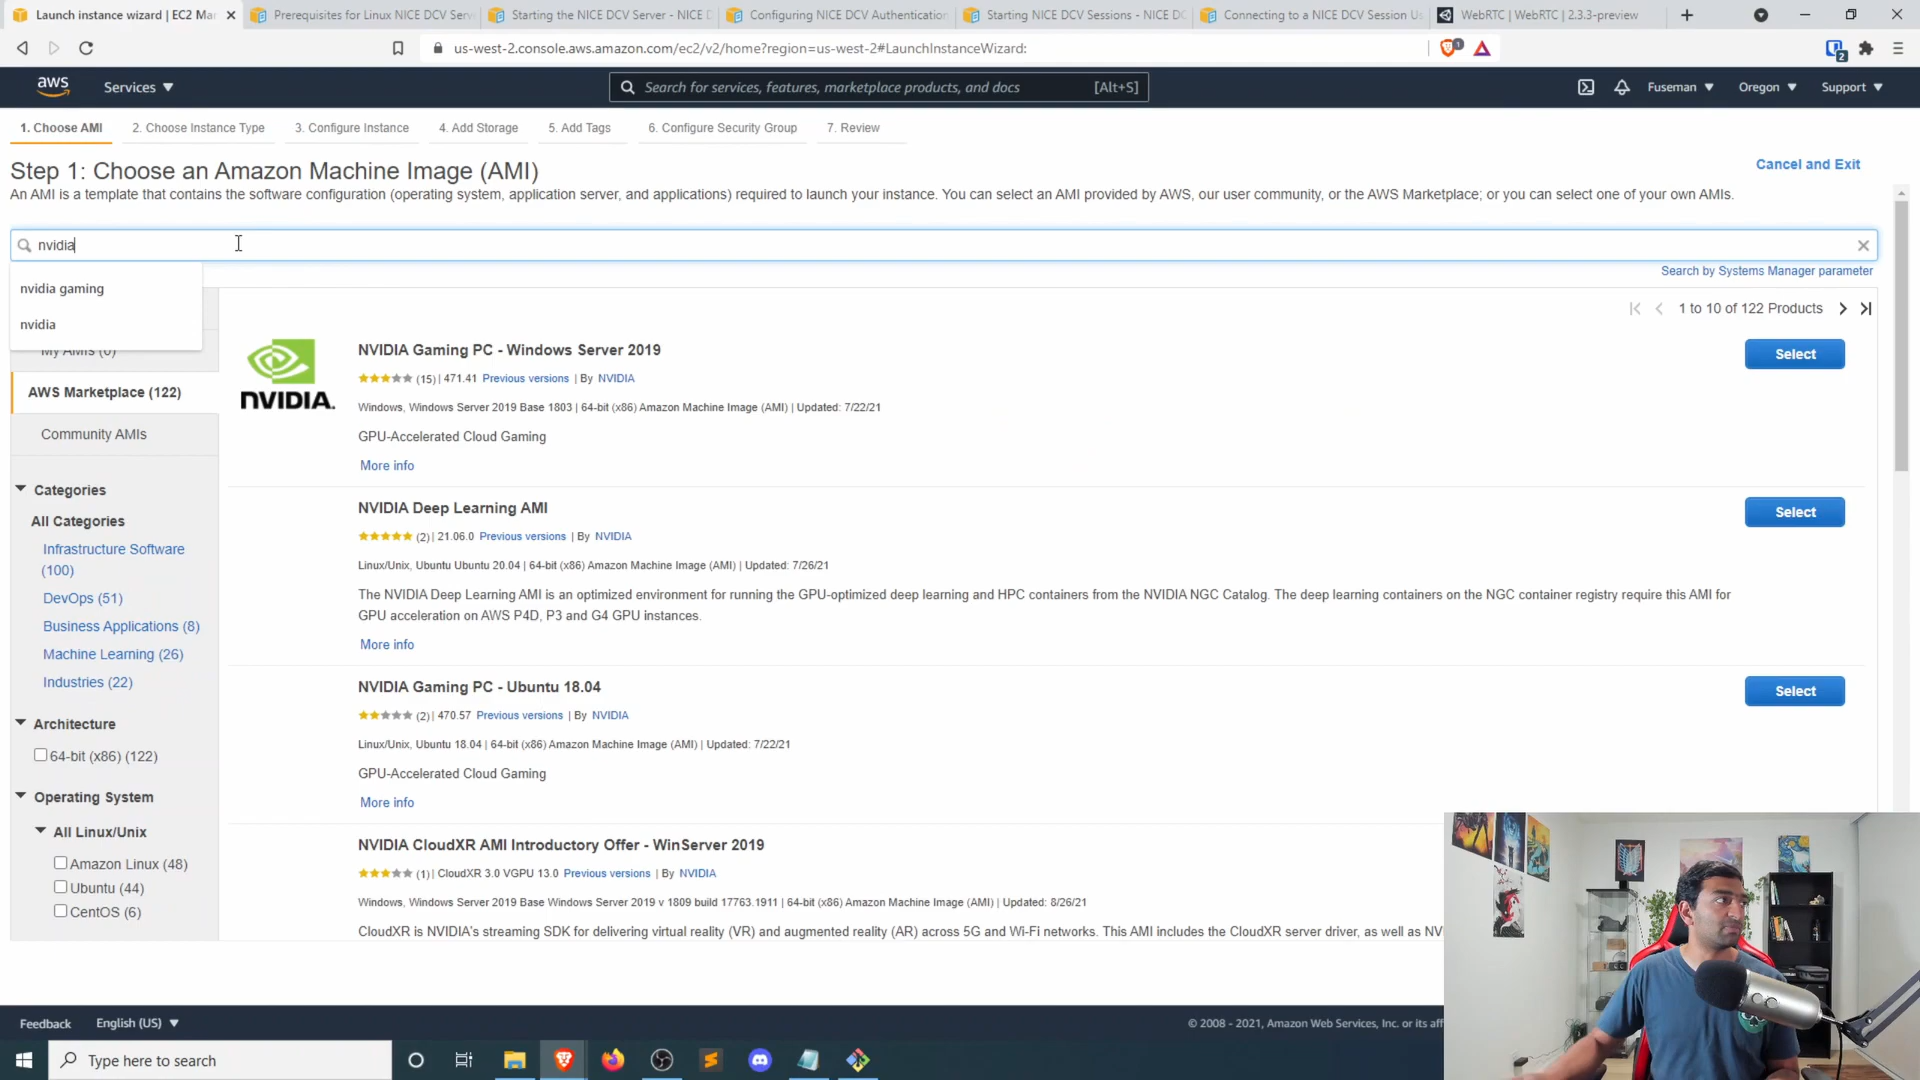 Launch instance wizard | EC2 Mar
Prerequisites for Linux NICE DCV Serv
Starting the NICE DCV Server - NICE D
Configuring NICE DCV Authentication
Starting NICE DCV Sessions - NICE DC
Connecting to a NICE DCV Session Us
WebRTC | WebRTC | 2.3.3-preview
us-west-2.console.aws.amazon.com/ec2/v2/home?region=us-west-2#LaunchInstanceWizard:
1
2
aws
Services
Search for services, features, marketplace products, and docs
[Alt+S]
Fuseman
Oregon
Support
1. Choose AMI
2. Choose Instance Type
3. Configure Instance
4. Add Storage
5. Add Tags
6. Configure Security Group
7. Review
Step 1: Choose an Amazon Machine Image (AMI)
Cancel and Exit
An AMI is a template that contains the software configuration (operating system, application server, and applications) required to launch your instance. You can select an AMI provided by AWS, our user community, or the AWS Marketplace; or you can select one of your own AMIs.
nvidia
nvidia gaming
nvidia
Search by Systems Manager parameter
1 to 10 of 122 Products
My AMIs (0)
AWS Marketplace (122)
Community AMIs
Categories
All Categories
Infrastructure Software
(100)
DevOps (51)
Business Applications (8)
Machine Learning (26)
Industries (22)
Architecture
64-bit (x86) (122)
Operating System
All Linux/Unix
Amazon Linux (48)
Ubuntu (44)
CentOS (6)
NVIDIA.
NVIDIA Gaming PC - Windows Server 2019
(15) | 471.41 Previous versions | By NVIDIA
Windows, Windows Server 2019 Base 1803 | 64-bit (x86) Amazon Machine Image (AMI) | Updated: 7/22/21
GPU-Accelerated Cloud Gaming
More info
Select
NVIDIA Deep Learning AMI
(2) | 21.06.0 Previous versions | By NVIDIA
Linux/Unix, Ubuntu Ubuntu 20.04 | 64-bit (x86) Amazon Machine Image (AMI) | Updated: 7/26/21
The NVIDIA Deep Learning AMI is an optimized environment for running the GPU-optimized deep learning and HPC containers from the NVIDIA NGC Catalog. The deep learning containers on the NGC container registry require this AMI for
GPU acceleration on AWS P4D, P3 and G4 GPU instances.
More info
Select
NVIDIA Gaming PC - Ubuntu 18.04
(2) | 470.57 Previous versions | By NVIDIA
Linux/Unix, Ubuntu 18.04 | 64-bit (x86) Amazon Machine Image (AMI) | Updated: 7/22/21
GPU-Accelerated Cloud Gaming
More info
Select
NVIDIA CloudXR AMI Introductory Offer - WinServer 2019
(1) | CloudXR 3.0 VGPU 13.0 Previous versions | By NVIDIA
Windows, Windows Server 2019 Base Windows Server 2019 v 1809 build 17763.1911 | 64-bit (x86) Amazon Machine Image (AMI) | Updated: 8/26/21
CloudXR is NVIDIA's streaming SDK for delivering virtual reality (VR) and augmented reality (AR) across 5G and Wi-Fi networks. This AMI includes the CloudXR server driver, as well as NV
Feedback
English (US)
© 2008 - 2021, Amazon Web Services, Inc. or its aff
Type here to search